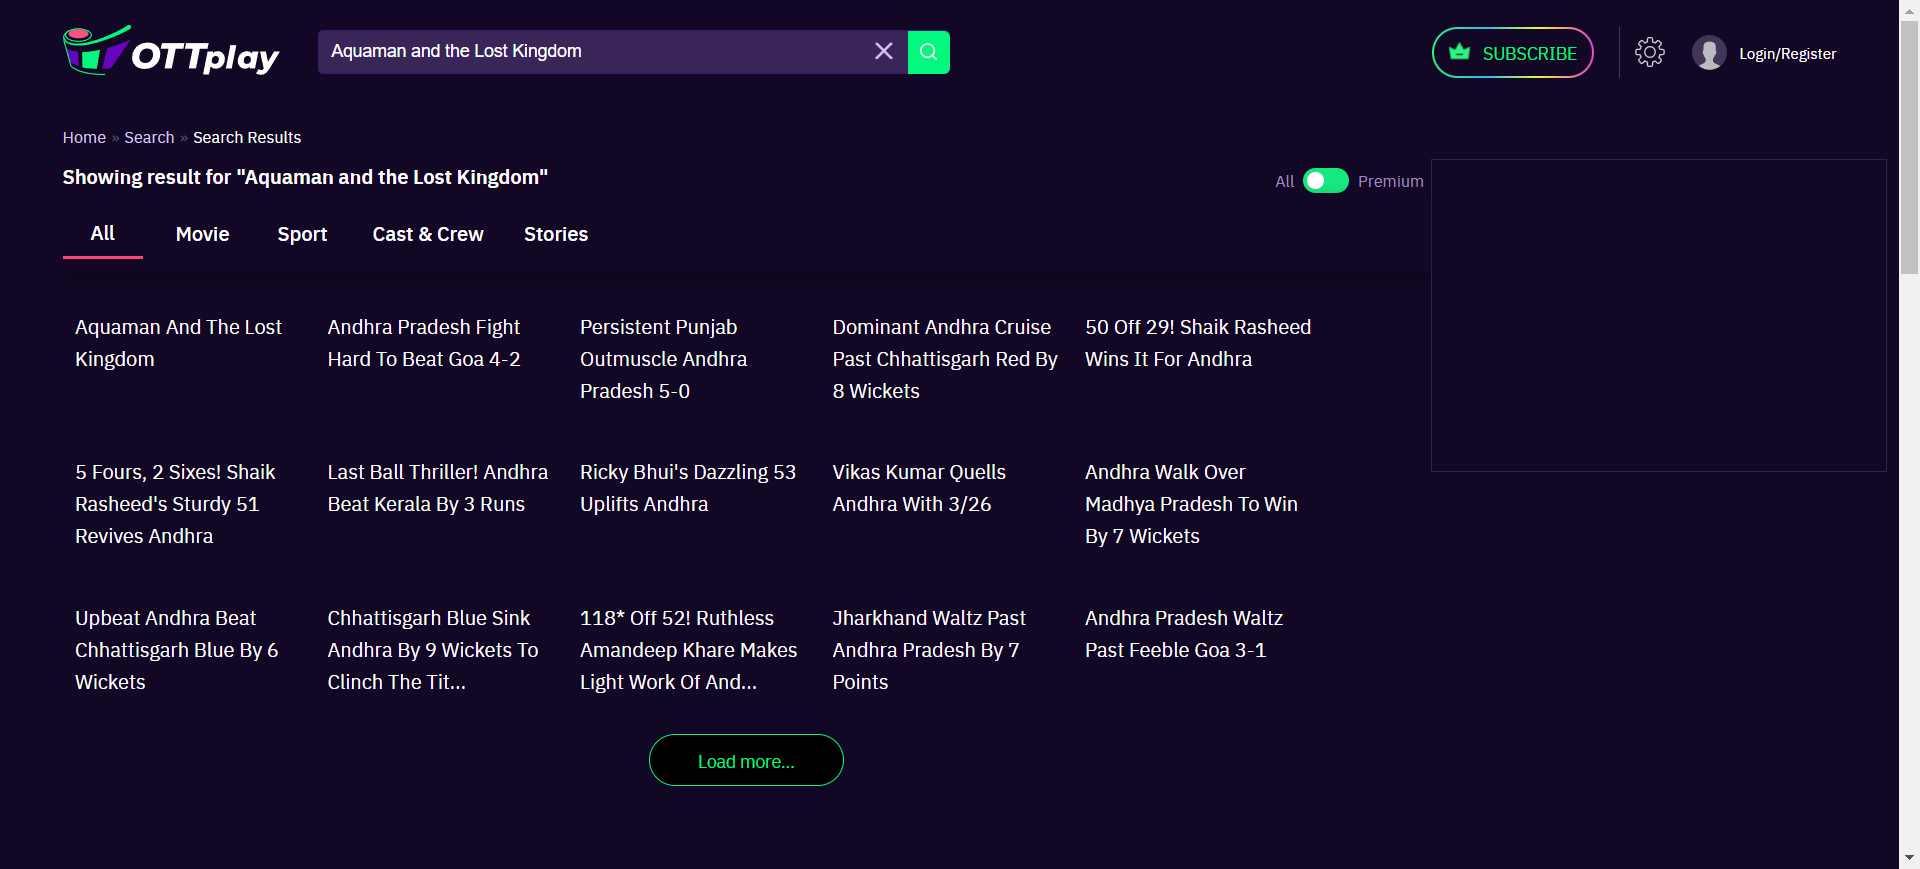 OTTplay
Aquaman and the Lost Kingdom
SUBSCRIBE
Login/Register
Home » Search » Search Results
Showing result for "Aquaman and the Lost Kingdom"
All
Premium
All
Movie
Sport
Cast & Crew
Stories
Aquaman And The Lost
Kingdom
Andhra Pradesh Fight
Hard To Beat Goa 4-2
Persistent Punjab
Outmuscle Andhra
Pradesh 5-0
Dominant Andhra Cruise
Past Chhattisgarh Red By
8 Wickets
50 Off 29! Shaik Rasheed
Wins It For Andhra
5 Fours, 2 Sixes! Shaik
Rasheed's Sturdy 51
Revives Andhra
Last Ball Thriller! Andhra
Beat Kerala By 3 Runs
Ricky Bhui's Dazzling 53
Uplifts Andhra
Vikas Kumar Quells
Andhra With 3/26
Andhra Walk Over
Madhya Pradesh To Win
By 7 Wickets
Upbeat Andhra Beat
Chhattisgarh Blue By 6
Wickets
Chhattisgarh Blue Sink
Andhra By 9 Wickets To
Clinch The Tit...
118* Off 52! Ruthless
Amandeep Khare Makes
Light Work Of And...
Jharkhand Waltz Past
Andhra Pradesh By 7
Points
Andhra Pradesh Waltz
Past Feeble Goa 3-1
Load more...